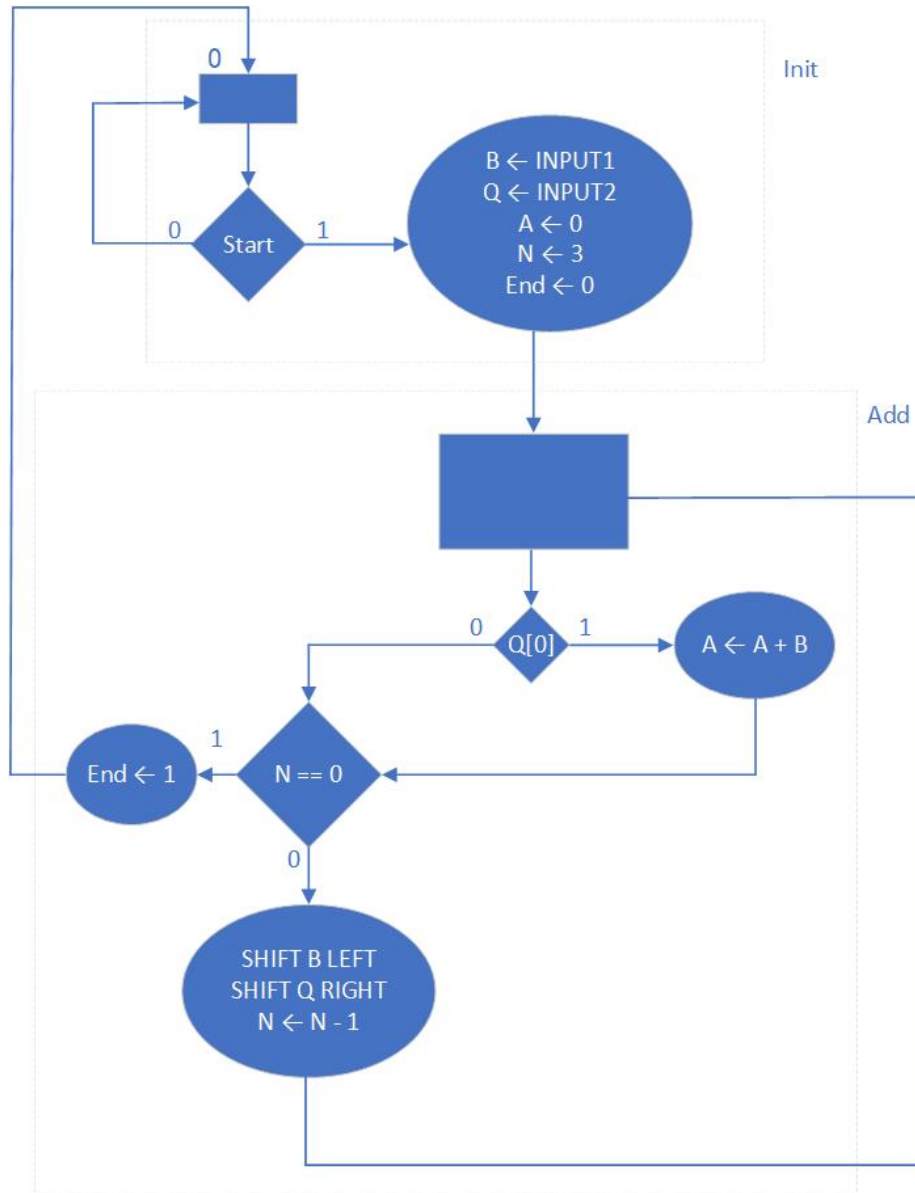 0
Init
B ← INPUT1
Q ← INPUT2
A ← 0
N ← 3
End ← 0
0
Start
1
Add
0
Q[0]
1
A ← A + B
End ← 1
1
N == 0
0
SHIFT B LEFT
SHIFT Q RIGHT
N ← N - 1